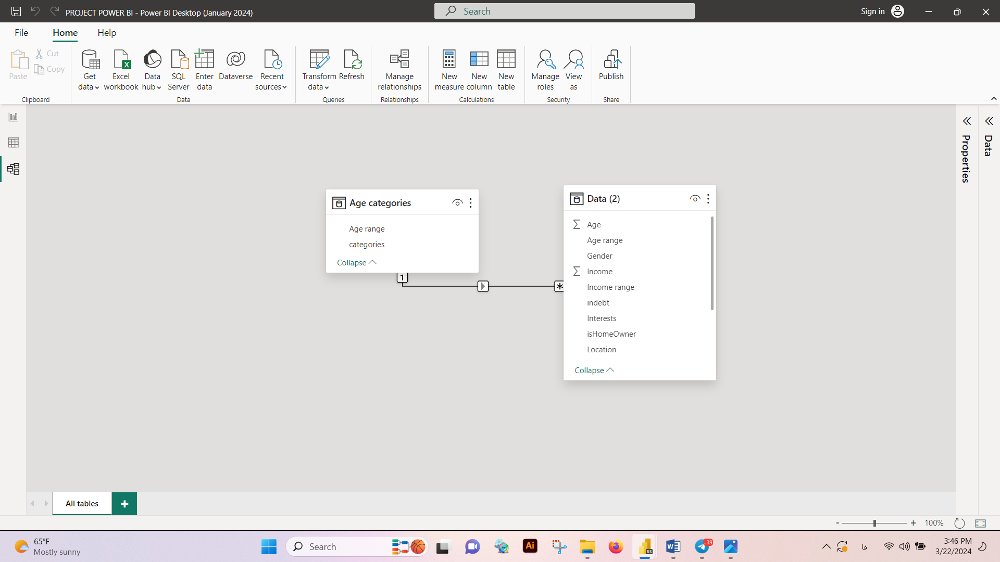 PROJECT POWER BI - Power BI Desktop (January 2024)
Search
Sign in
File
Home
Help
Paste
Cut
Copy
Clipboard
Get data
Excel workbook
Data hub
SQL Server
Enter data
Dataverse
Recent sources
Data
Transform data
Refresh
Queries
Manage relationships
Relationships
New measure
New column
New table
Calculations
Manage roles
View as
Security
Publish
Share
Properties
Data
Age categories
Age range
categories
Collapse
1
*
Data (2)
Age
Age range
Gender
Income
Income range
indebt
Interests
isHomeOwner
Location
Collapse
All tables
+
- + 100%
65°F
Mostly sunny
Search
Ai
RS
W
39
فا
3:46 PM
3/22/2024